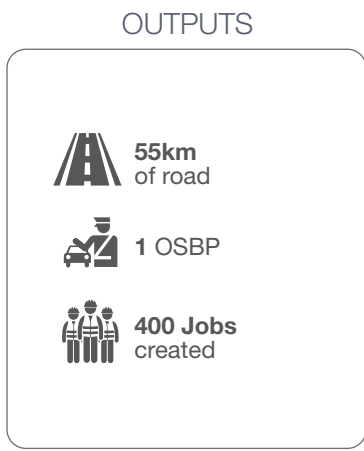 OUTPUTS
55km
of road
1 OSBP
400 Jobs
created